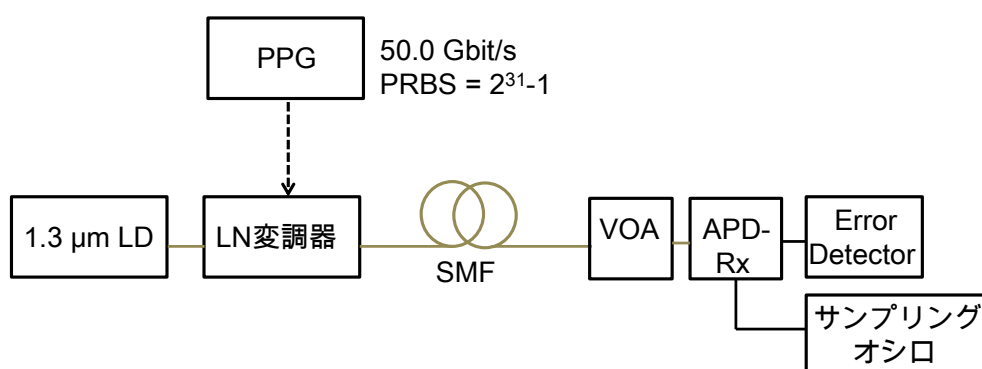 PPG
50.0 Gbit/s
PRBS = 2³¹-1
1.3 µm LD
LN変調器
SMF
VOA
APD-
Rx
Error
Detector
サンプリング
オシロ